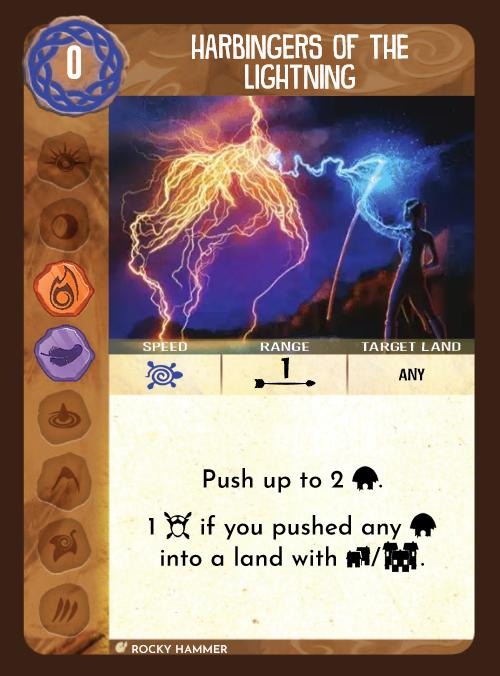 0
HARBINGERS OF THE
LIGHTNING
SPEED RANGE TARGET LAND
1 ANY
Push up to 2 .
1 if you pushed any
into a land with / .
ROCKY HAMMER